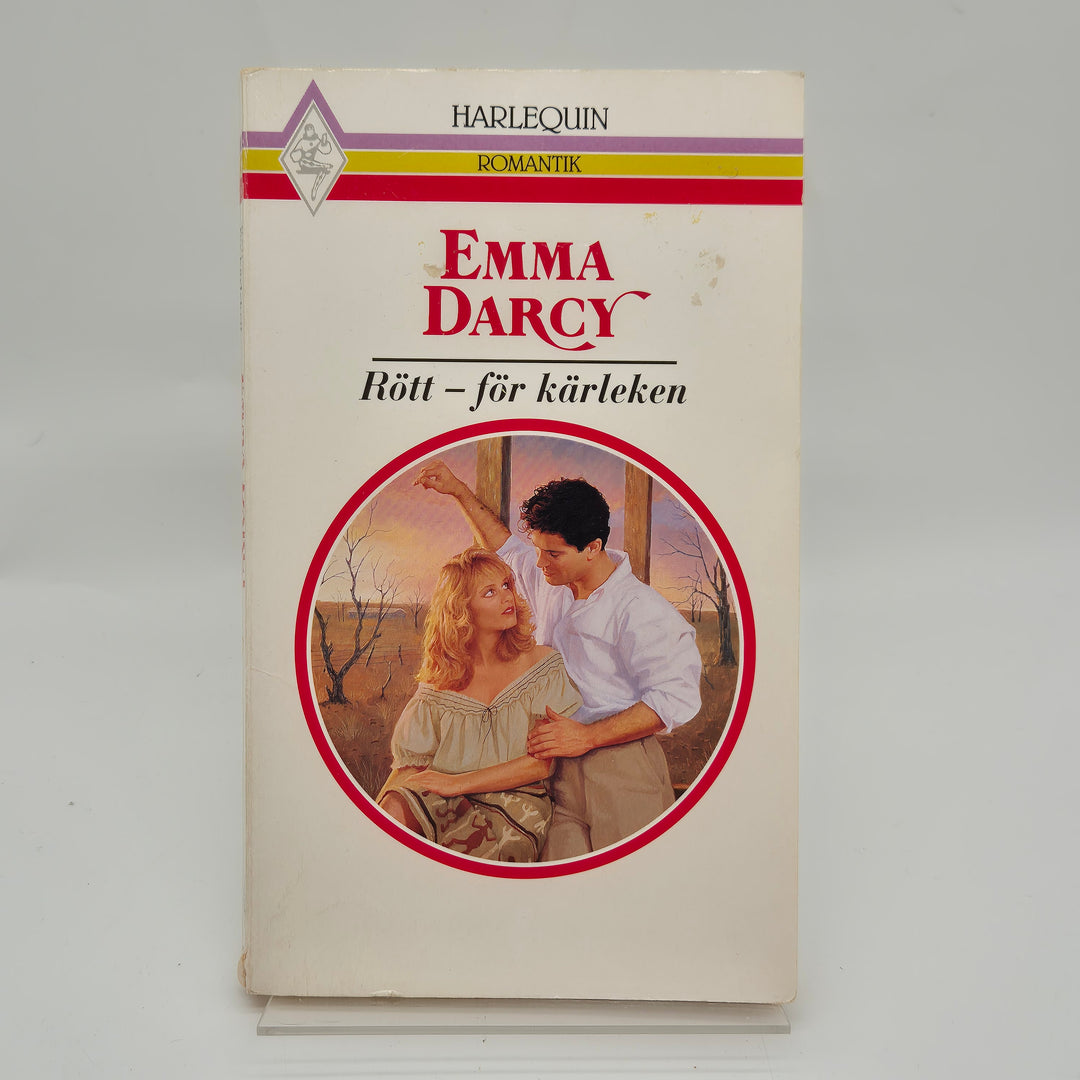 HARLEQUIN
ROMANTIK
EMMA
DARCY
Rött – för kärleken